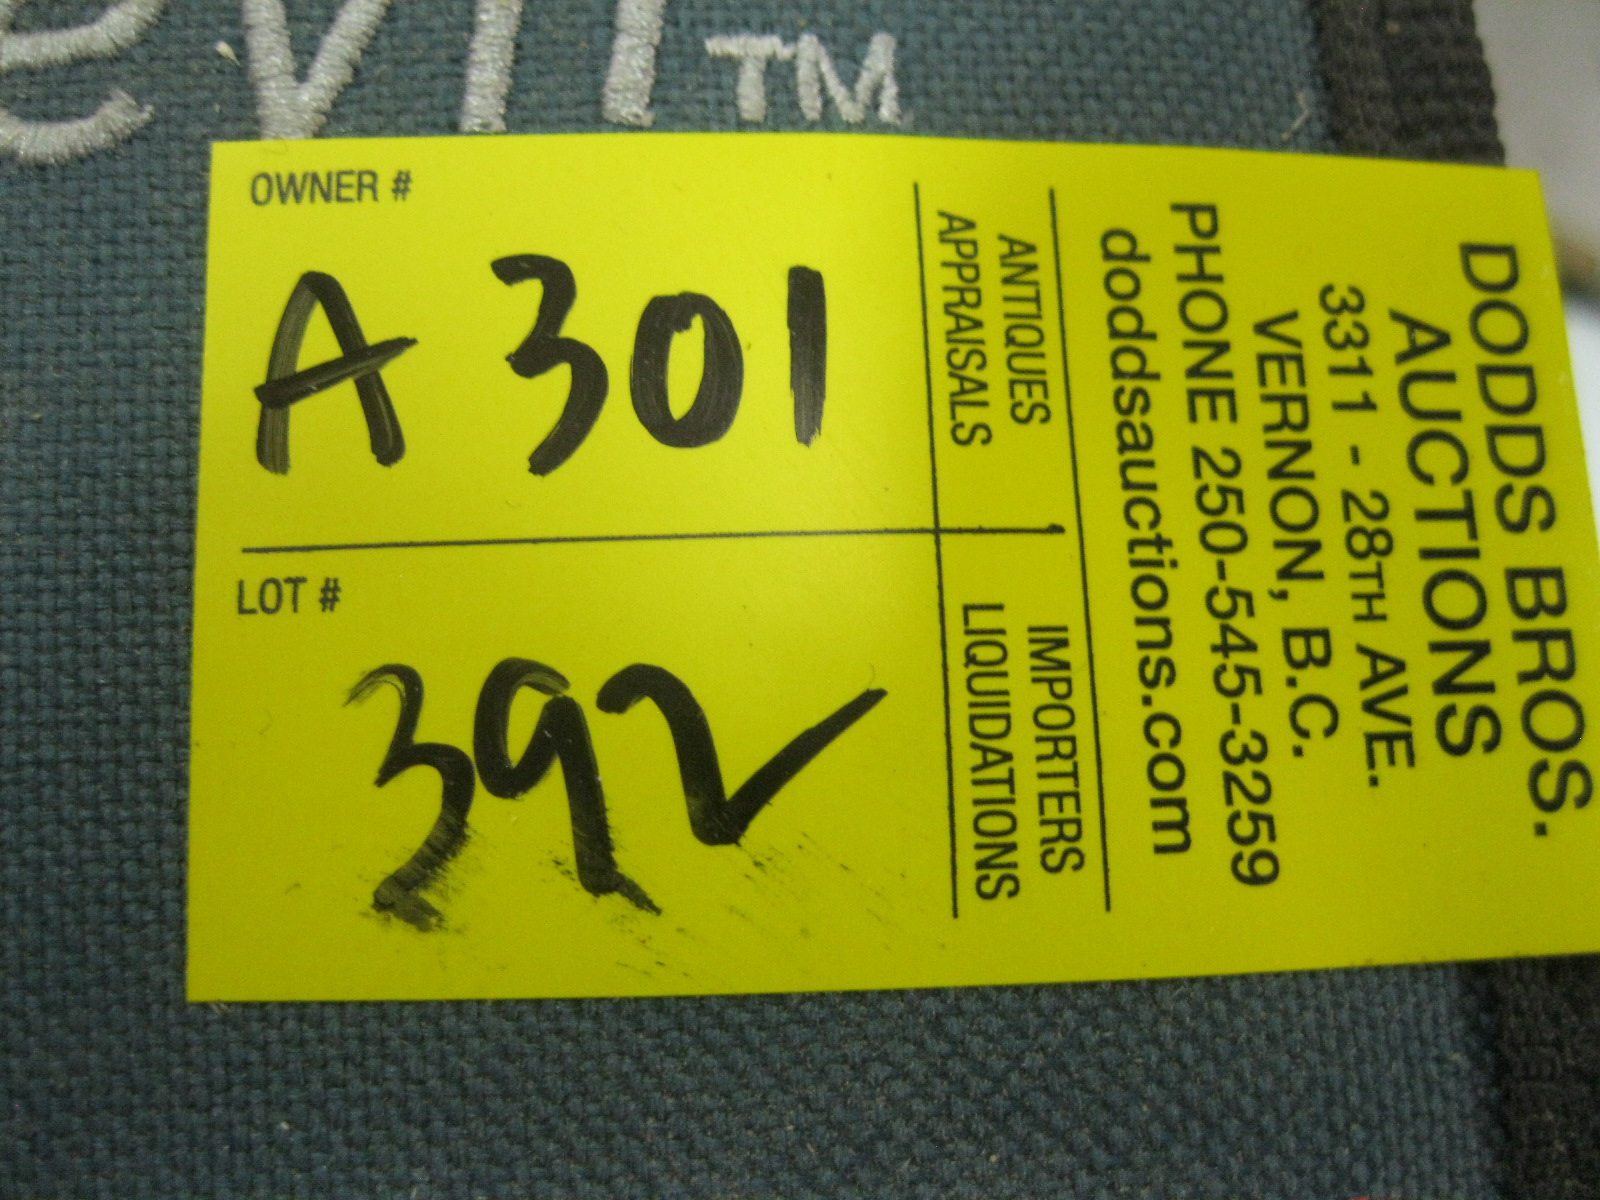 TM
OWNER #
A 301
LOT #
392
ANTIQUES
APPRAISALS
IMPORTERS
LIQUIDATIONS
DODDS BROS.
AUCTIONS
3311 - 28TH AVE.
VERNON, B.C.
PHONE 250-545-3259
doddsauctions.com